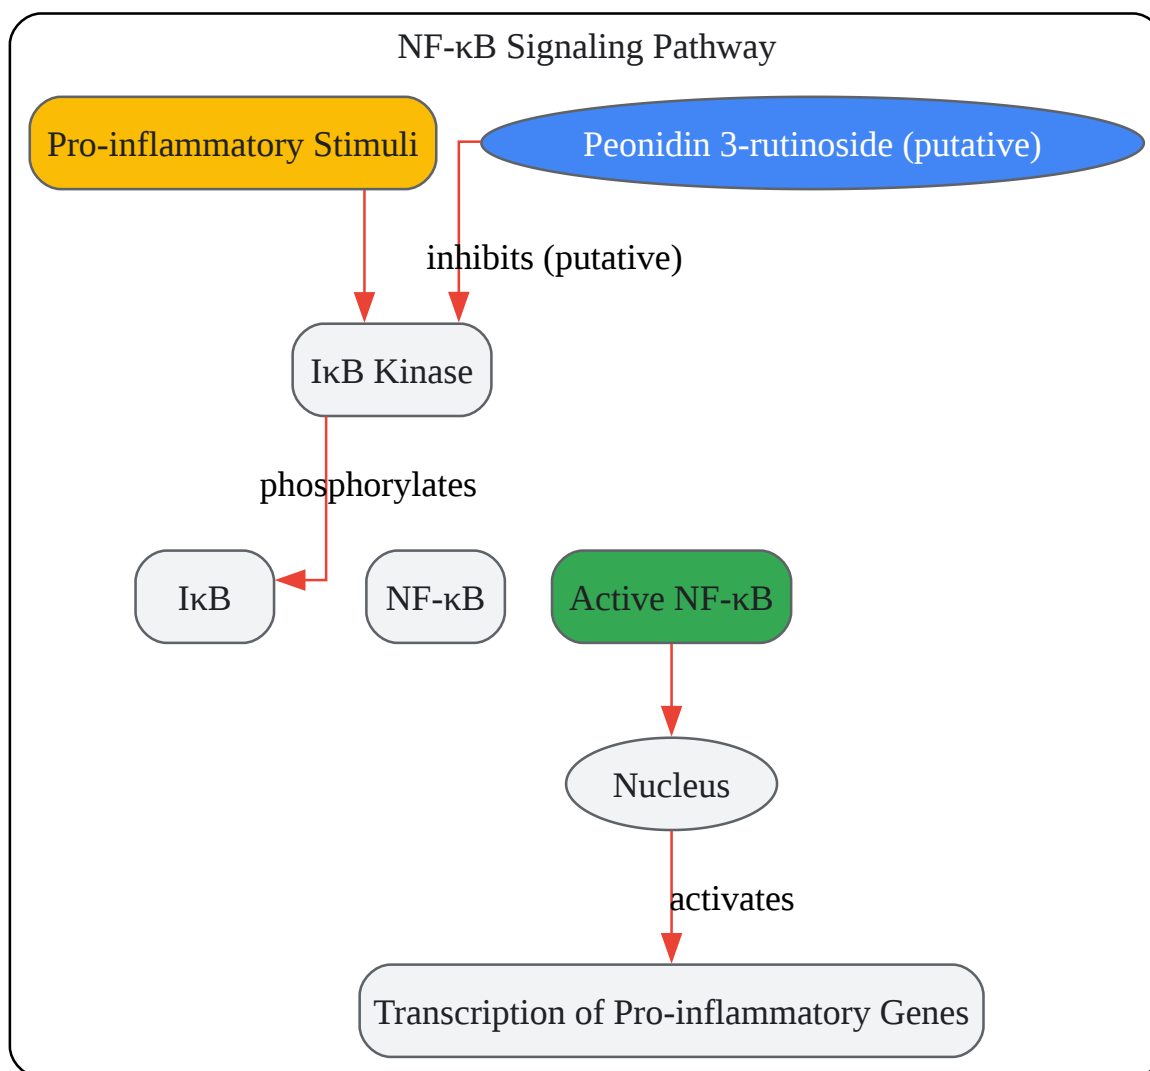 NF-κB Signaling Pathway
Pro-inflammatory Stimuli
Peonidin 3-rutinoside (putative)
inhibits (putative)
IκB Kinase
phosphorylates
IκB
NF-κB
Active NF-κB
Nucleus
activates
Transcription of Pro-inflammatory Genes